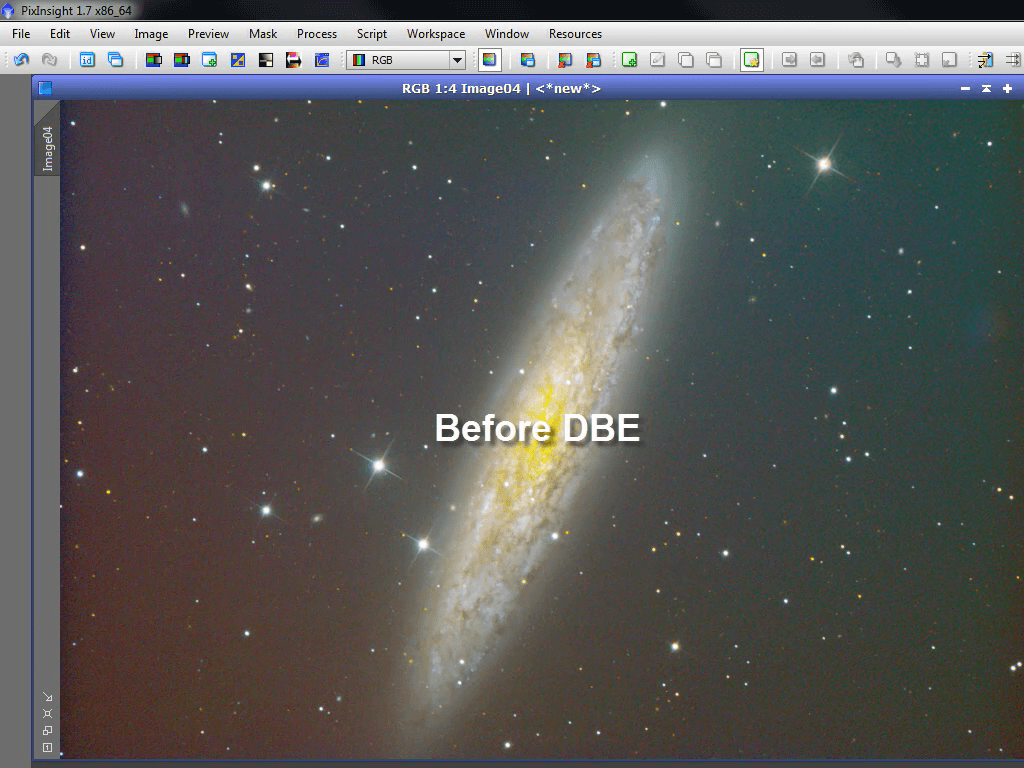 PixInsight 1.7 x86_64
File Edit View Image Preview Mask Process Script Workspace Window Resources
id RGB
RGB 1:4 Image04 | <*new*>
Image04
Before DBE